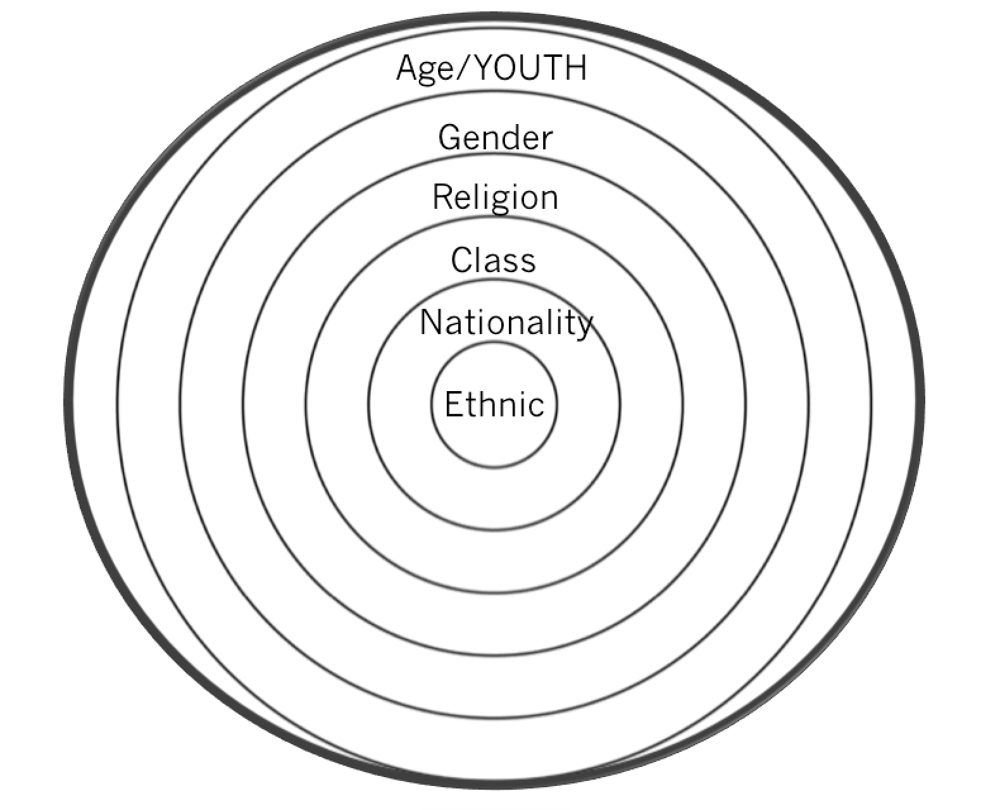 Age/YOUTH
Gender
Religion
Class
Nationality
Ethnic